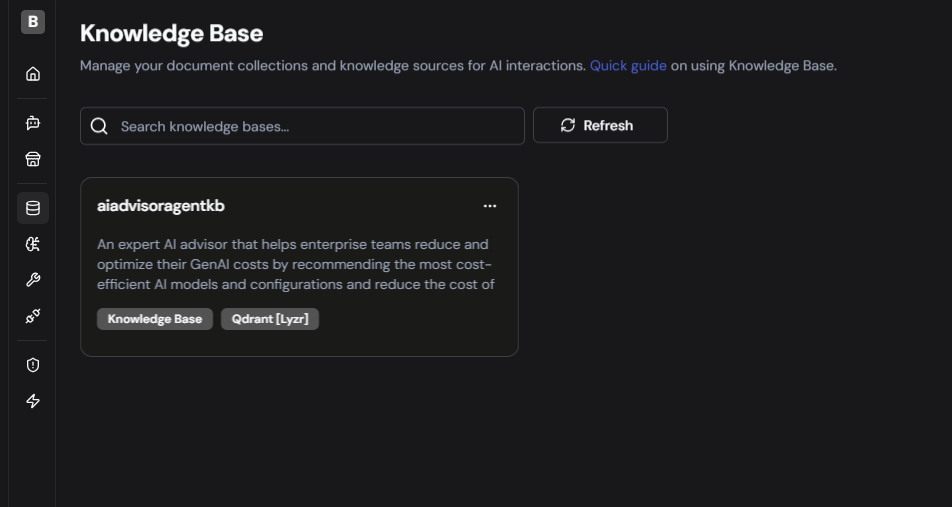 B
Knowledge Base
Manage your document collections and knowledge sources for AI interactions. Quick guide on using Knowledge Base.
Search knowledge bases...
Refresh
aiadvisoragentkb
An expert AI advisor that helps enterprise teams reduce and
optimize their GenAI costs by recommending the most cost-
efficient AI models and configurations and reduce the cost of
Knowledge Base
Qdrant [Lyzr]